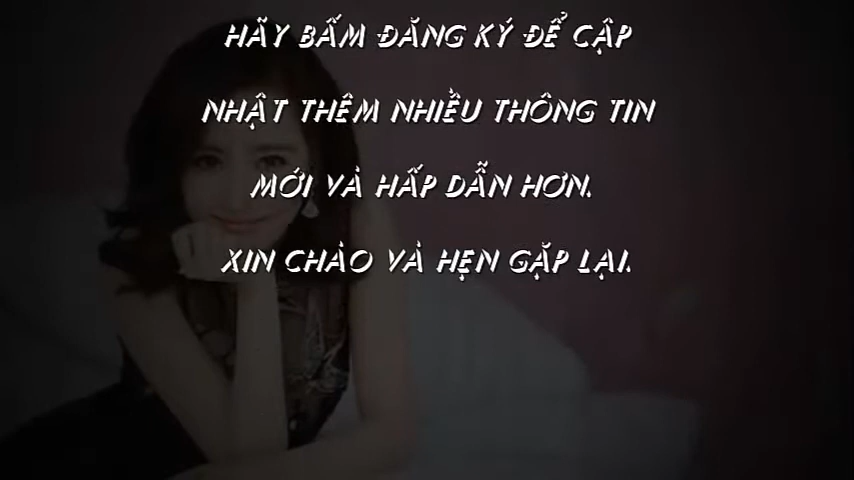 HÃY BẤM ĐĂNG KÝ ĐỂ CẬP
NHẬT THÊM NHIỀU THÔNG TIN
MỚI VÀ HẤP DẪN HƠN.
XIN CHÀO VÀ HẸN GẶP LẠI.